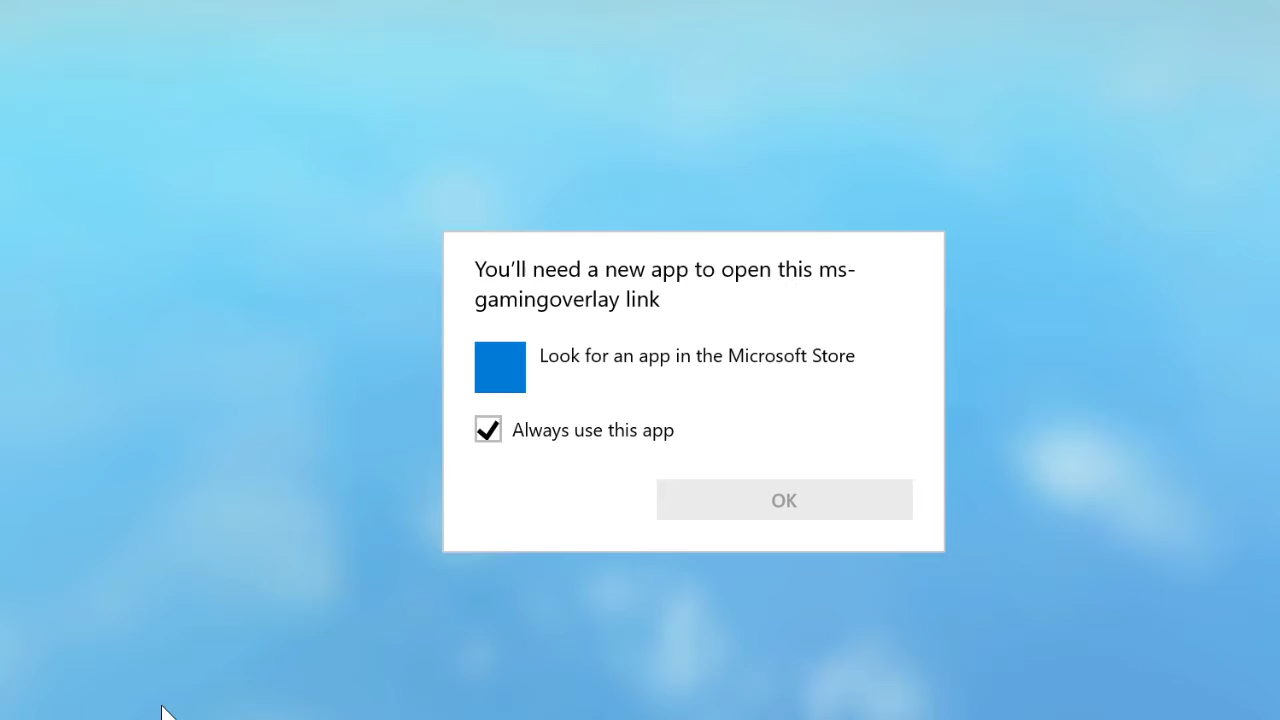 You’ll need a new app to open this ms-
gamingoverlay link
Look for an app in the Microsoft Store
Always use this app
OK